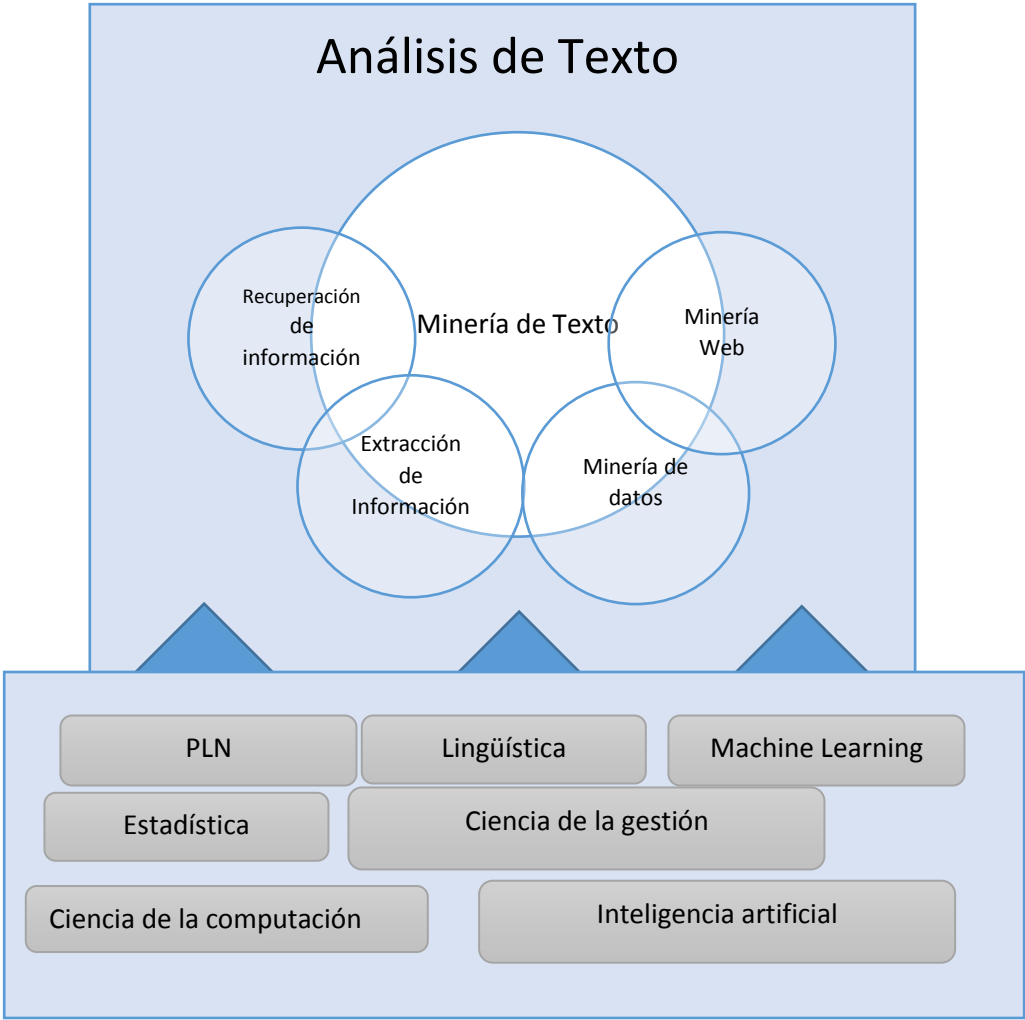 Análisis de Texto
Recuperación
de
información
Minería de Texto
Minería
Web
Extracción
de
Información
Minería de
datos
PLN
Lingüística
Machine Learning
Estadística
Ciencia de la gestión
Ciencia de la computación
Inteligencia artificial